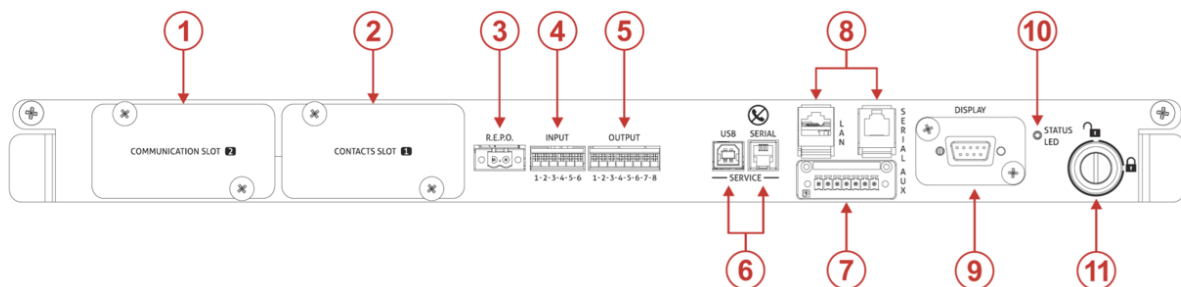 1
2
3
4
5
8
10
COMMUNICATION SLOT 2
CONTACTS SLOT 1
R.E.P.O.
INPUT
1-2-3-4-5-6
OUTPUT
1-2-3-4-5-6-7-8
USB
SERIAL
SERVICE
LAN
SERIAL AUX
DISPLAY
STATUS
LED
6
7
9
11